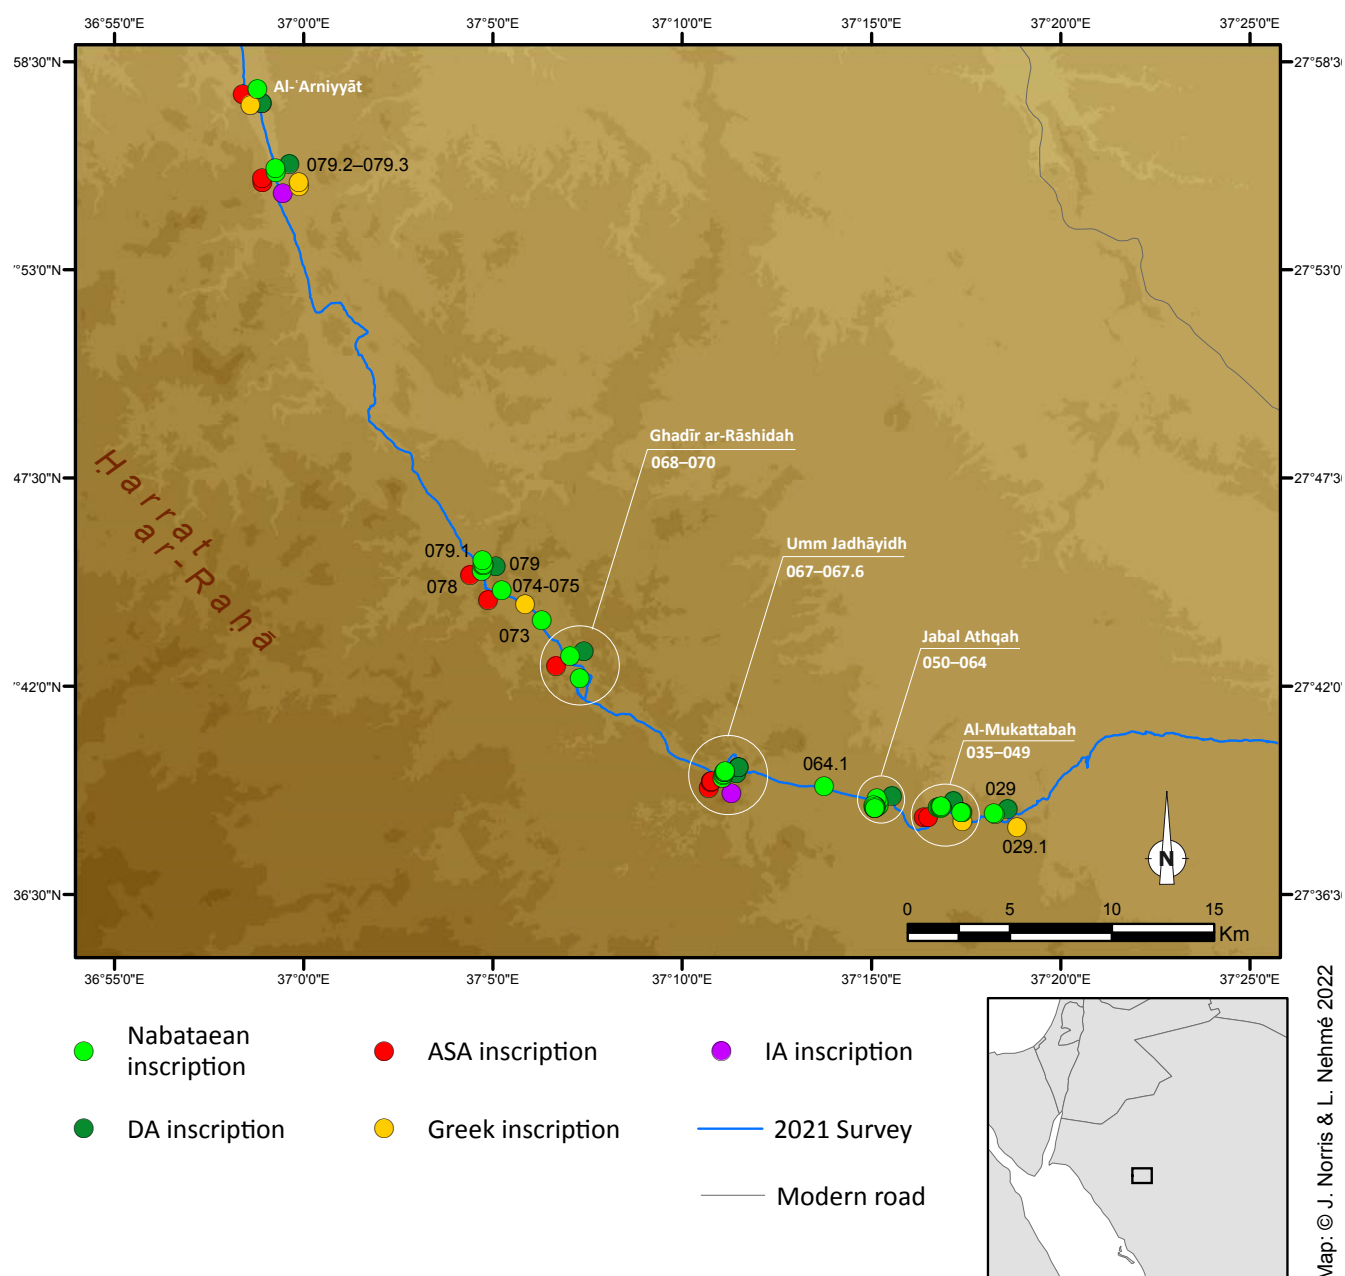 36°55'0"E 37°0'0"E 37°5'0"E 37°10'0"E 37°15'0"E 37°20'0"E 37°25'0"E
58'30"N 27°58'30
Al-ʿArniyyāt
079.2–079.3
7°53'0"N 27°53'0
Ghadīr ar-Rāshidah
068–070
Ḥarrat
ar-Raḥā
47'30"N 27°47'3
Umm Jadhāyidh
067–067.6
079.1
079
078
074-075
073
Jabal Athqah
050–064
7°42'0"N 27°42'0
Al-Mukattabah
035–049
064.1
029
029.1
N
36'30"N 27°36'30
0 5 10 15
Km
36°55'0"E 37°0'0"E 37°5'0"E 37°10'0"E 37°15'0"E 37°20'0"E 37°25'0"E
Nabataean
inscription
ASA inscription
IA inscription
DA inscription
Greek inscription
2021 Survey
Modern road
Map: © J. Norris & L. Nehmé 2022